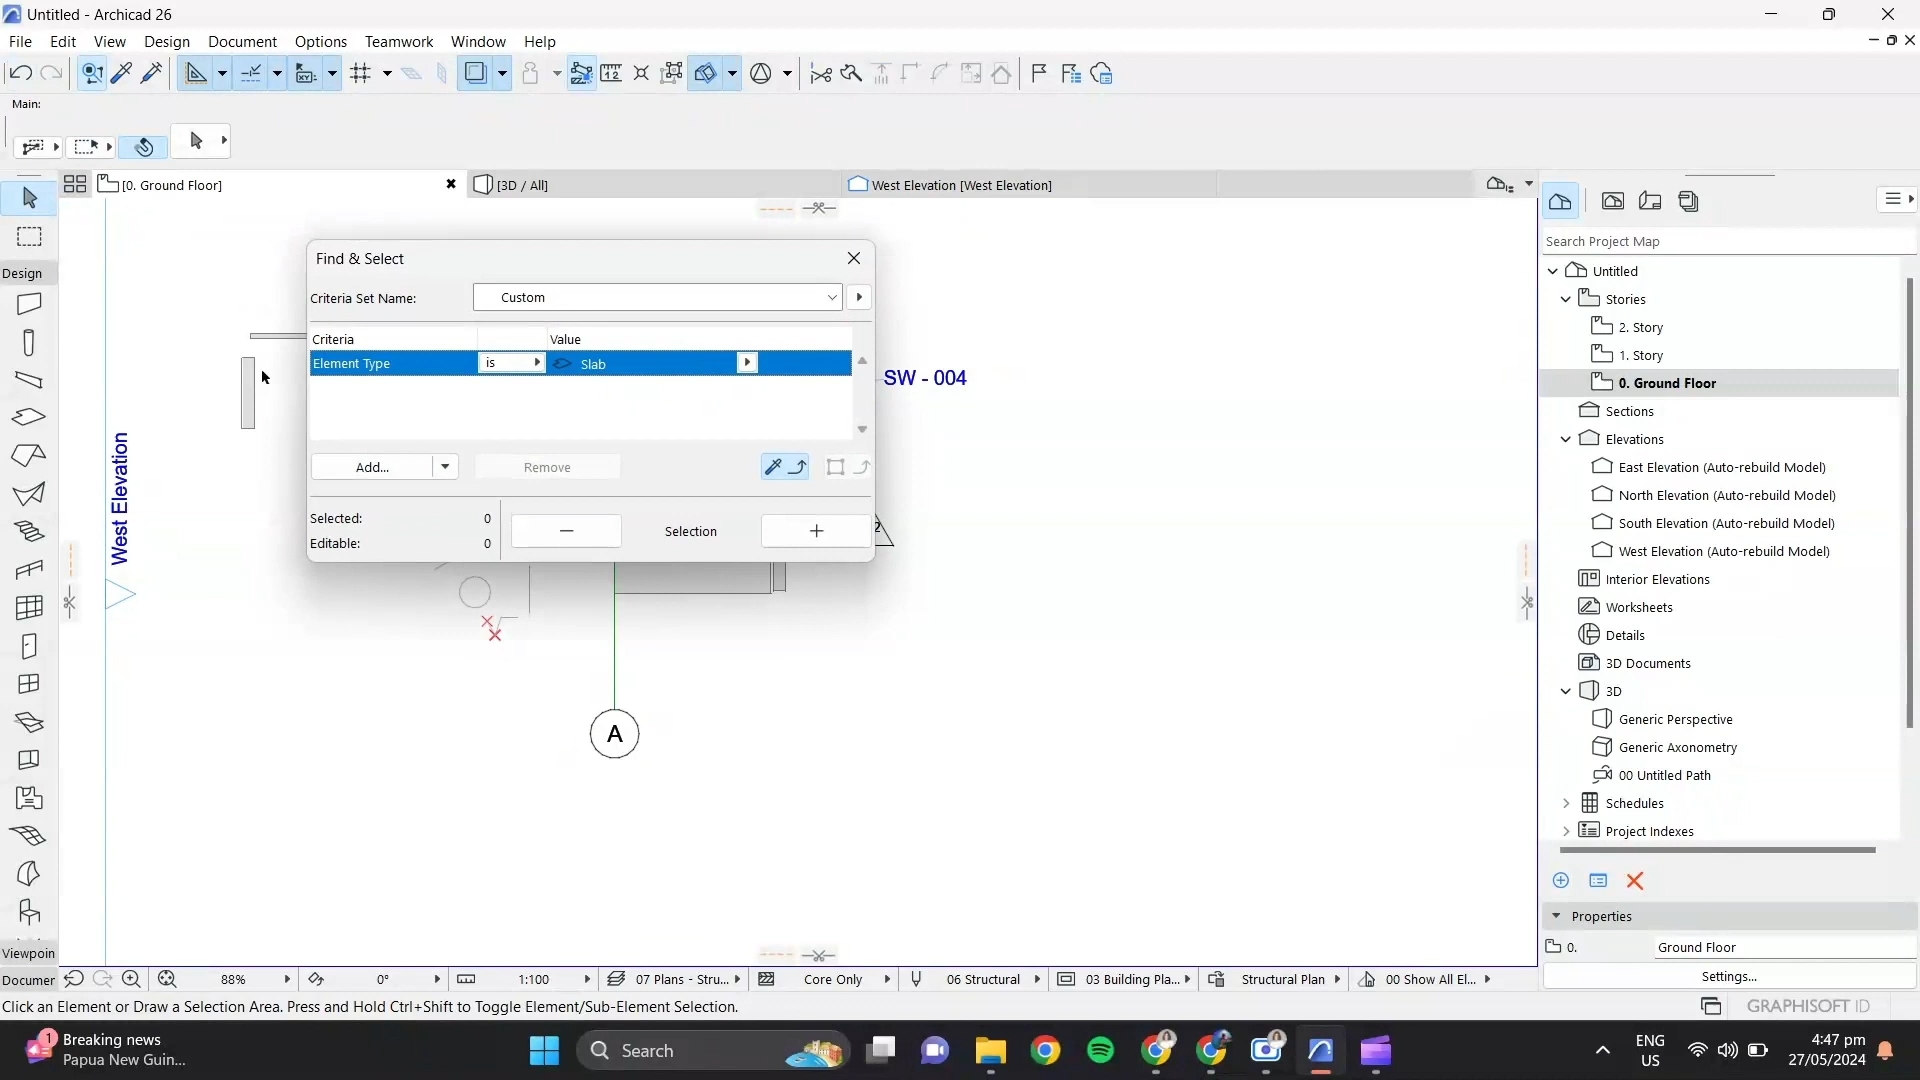 Untitled - Archicad 26
File Edit View Design Document Options Teamwork Window Help
Main:
[0. Ground Floor]
[3D / All]
West Elevation [West Elevation]
Design
Viewpoin
Documer
West Elevation
Find & Select
Criteria Set Name: Custom
Criteria Value
Element Type is Slab
Add... Remove
Selected: 0
Editable: 0
Selection
SW - 004
2
A
Search Project Map
Untitled
Stories
2. Story
1. Story
0. Ground Floor
Sections
Elevations
East Elevation (Auto-rebuild Model)
North Elevation (Auto-rebuild Model)
South Elevation (Auto-rebuild Model)
West Elevation (Auto-rebuild Model)
Interior Elevations
Worksheets
Details
3D Documents
3D
Generic Perspective
Generic Axonometry
00 Untitled Path
Schedules
Project Indexes
Properties
0. Ground Floor
Settings...
88% 0° 1:100 07 Plans - Stru... Core Only 06 Structural 03 Building Pla... Structural Plan 00 Show All El...
Click an Element or Draw a Selection Area. Press and Hold Ctrl+Shift to Toggle Element/Sub-Element Selection.
GRAPHISOFT ID
1
Breaking news
Papua New Guin...
Search
ENG
US
4:47 pm
27/05/2024